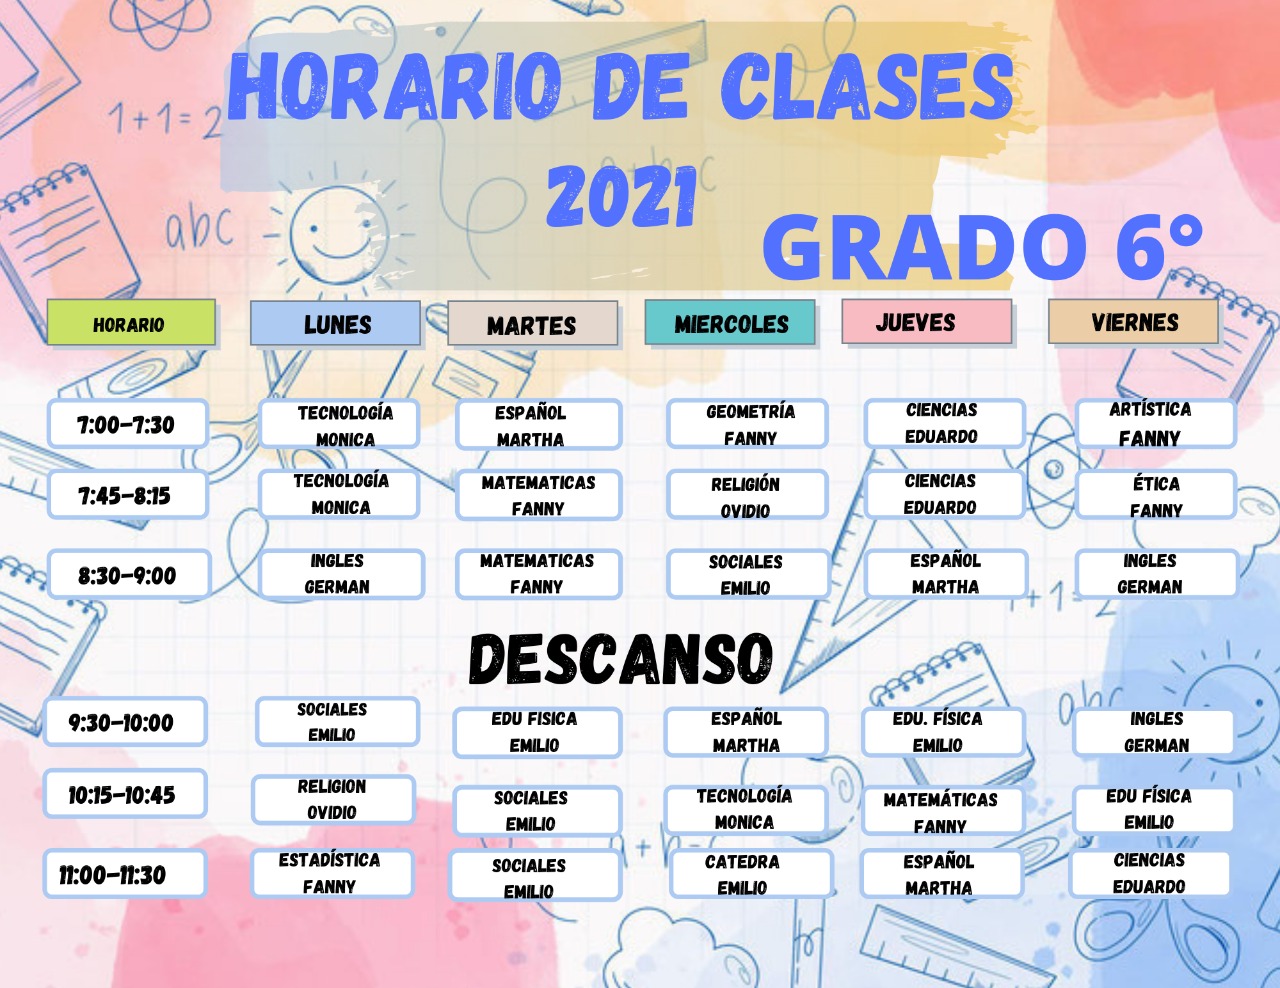 HORARIO DE CLASES
2021
GRADO 6°
HORARIO LUNES MARTES MIERCOLES JUEVES VIERNES
7:00-7:30 TECNOLOGÍA ESPAÑOL GEOMETRÍA CIENCIAS ARTÍSTICA
MONICA MARTHA FANNY EDUARDO FANNY
7:45-8:15 TECNOLOGÍA MATEMATICAS RELIGIÓN CIENCIAS ÉTICA
MONICA FANNY OVIDIO EDUARDO FANNY
8:30-9:00 INGLES MATEMATICAS SOCIALES ESPAÑOL INGLES
GERMAN FANNY EMILIO MARTHA GERMAN
DESCANSO
9:30-10:00 SOCIALES EDU FISICA ESPAÑOL EDU. FÍSICA INGLES
EMILIO EMILIO MARTHA EMILIO GERMAN
10:15-10:45 RELIGION SOCIALES TECNOLOGÍA MATEMÁTICAS EDU FÍSICA
OVIDIO EMILIO MONICA FANNY EMILIO
11:00-11:30 ESTADÍSTICA SOCIALES CATEDRA ESPAÑOL CIENCIAS
FANNY EMILIO EMILIO MARTHA EDUARDO
1+1=2
abc
1+1=2
abc